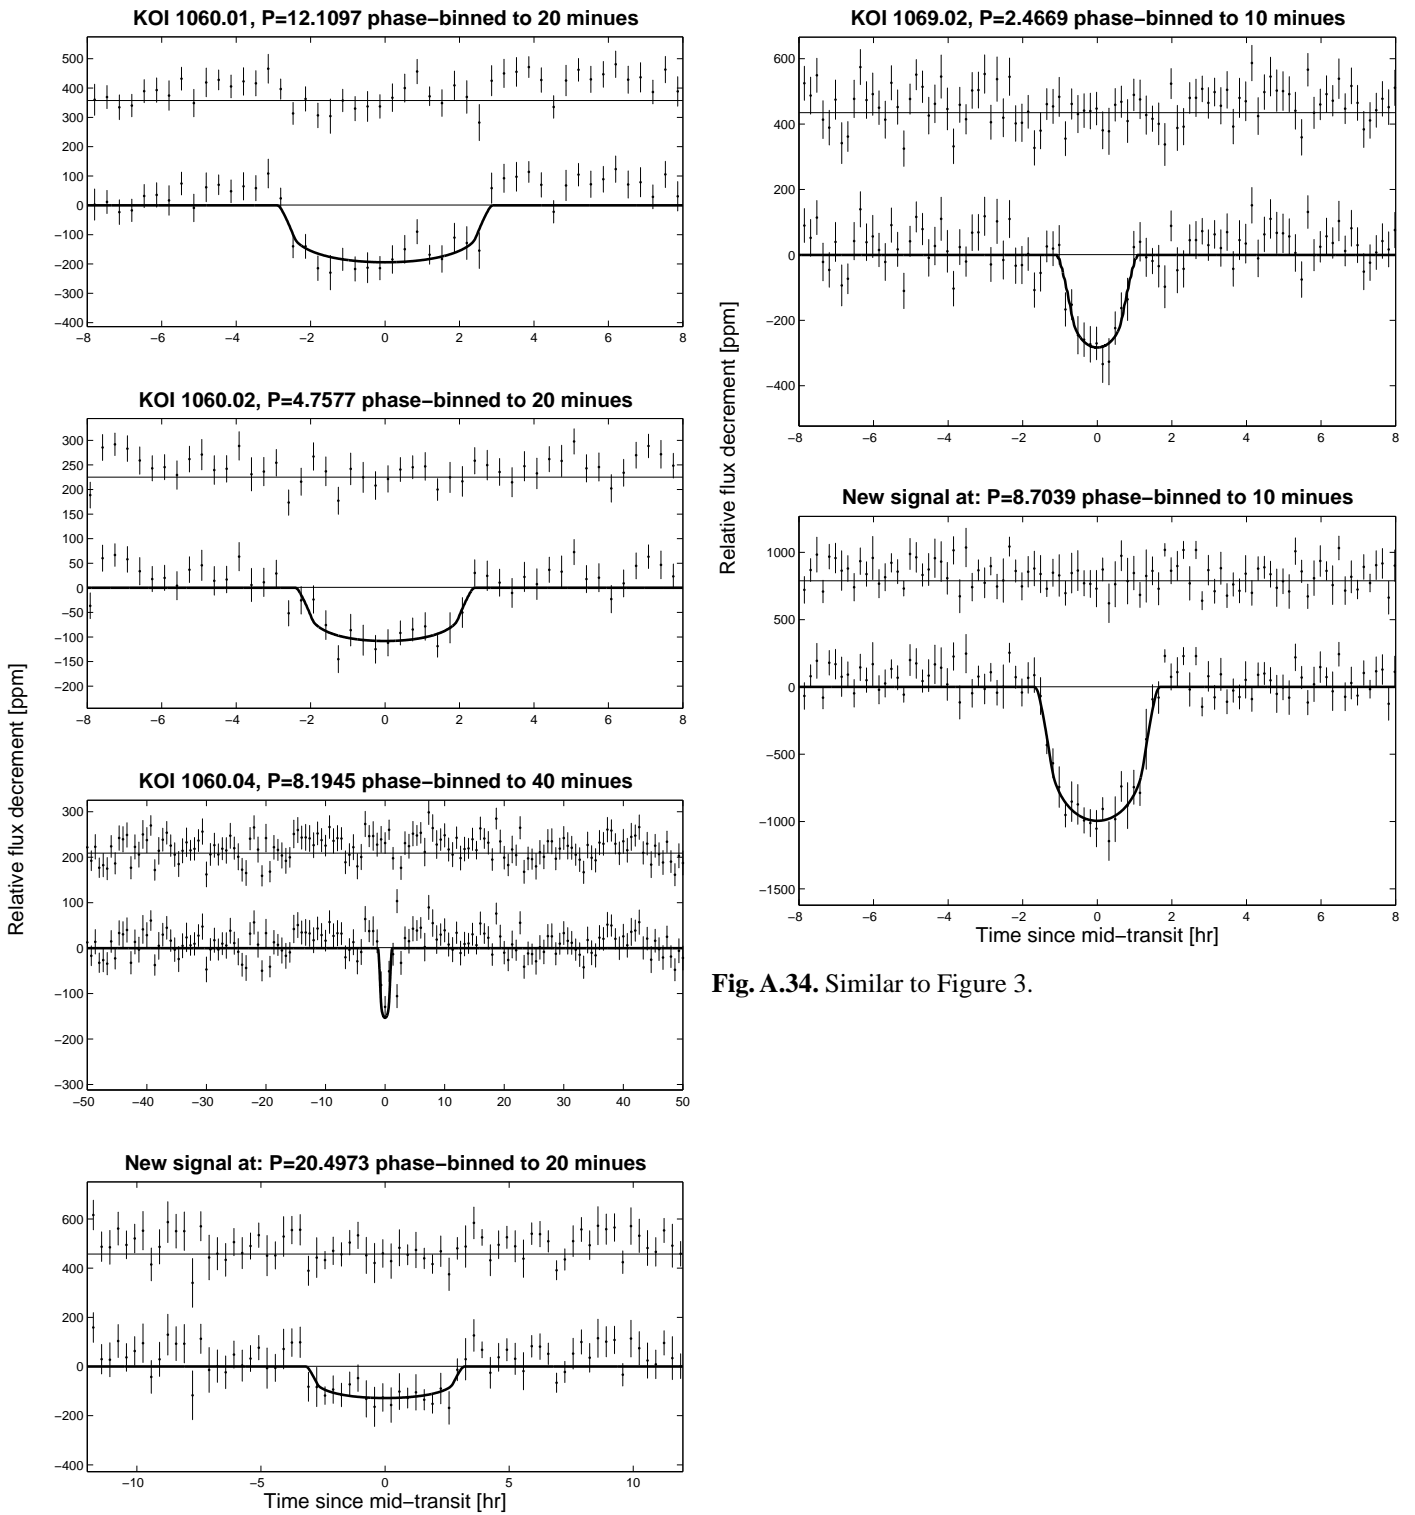 KOI 1060.01, P=12.1097 phase−binned to 20 minues
500
400
300
200
100
0
−100
−200
−300
−400
−8 −6 −4 −2 0 2 4 6 8
KOI 1060.02, P=4.7577 phase−binned to 20 minues
300
250
200
150
100
50
0
−50
−100
−150
−200
−8 −6 −4 −2 0 2 4 6 8
KOI 1060.04, P=8.1945 phase−binned to 40 minues
300
200
100
0
−100
−200
−300
−50 −40 −30 −20 −10 0 10 20 30 40 50
New signal at: P=20.4973 phase−binned to 20 minues
600
400
200
0
−200
−400
−10 −5 0 5 10
Time since mid−transit [hr]
Relative flux decrement [ppm]
KOI 1069.02, P=2.4669 phase−binned to 10 minues
600
400
200
0
−200
−400
−8 −6 −4 −2 0 2 4 6 8
New signal at: P=8.7039 phase−binned to 10 minues
1000
500
0
−500
−1000
−1500
−8 −6 −4 −2 0 2 4 6 8
Time since mid−transit [hr]
Relative flux decrement [ppm]
Fig. A.34. Similar to Figure 3.